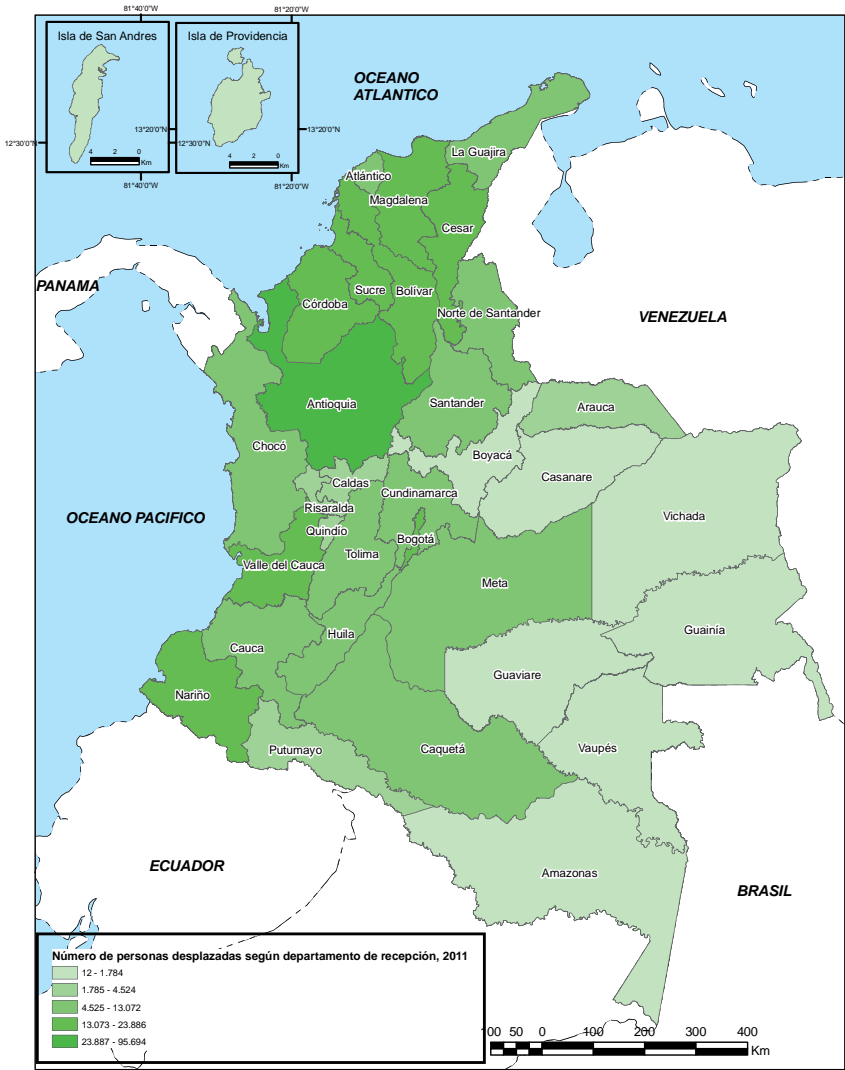 81°40'0"W
81°20'0"W
Isla de San Andres
Isla de Providencia
OCEANO
ATLANTICO
13°20'0"N
13°20'0"N
12°30'0"N
12°30'0"N
4 2 0
Km
4 2 0
Km
81°40'0"W
81°20'0"W
La Guajira
Atlántico
Magdalena
Cesar
PANAMA
Sucre
Bolívar
Córdoba
Norte de Santander
VENEZUELA
Antioquia
Santander
Arauca
Chocó
Boyacá
Casanare
Caldas
Cundinamarca
Risaralda
OCEANO PACIFICO
Vichada
Quindío
Bogotá
Tolima
Valle del Cauca
Meta
Huila
Guainía
Cauca
Guaviare
Nariño
Putumayo
Caquetá
Vaupés
ECUADOR
Amazonas
BRASIL
Número de personas desplazadas según departamento de recepción, 2011
12 - 1.784
1.785 - 4.524
4.525 - 13.072
13.073 - 23.886
23.887 - 95.694
100 50 0 100 200 300 400
Km